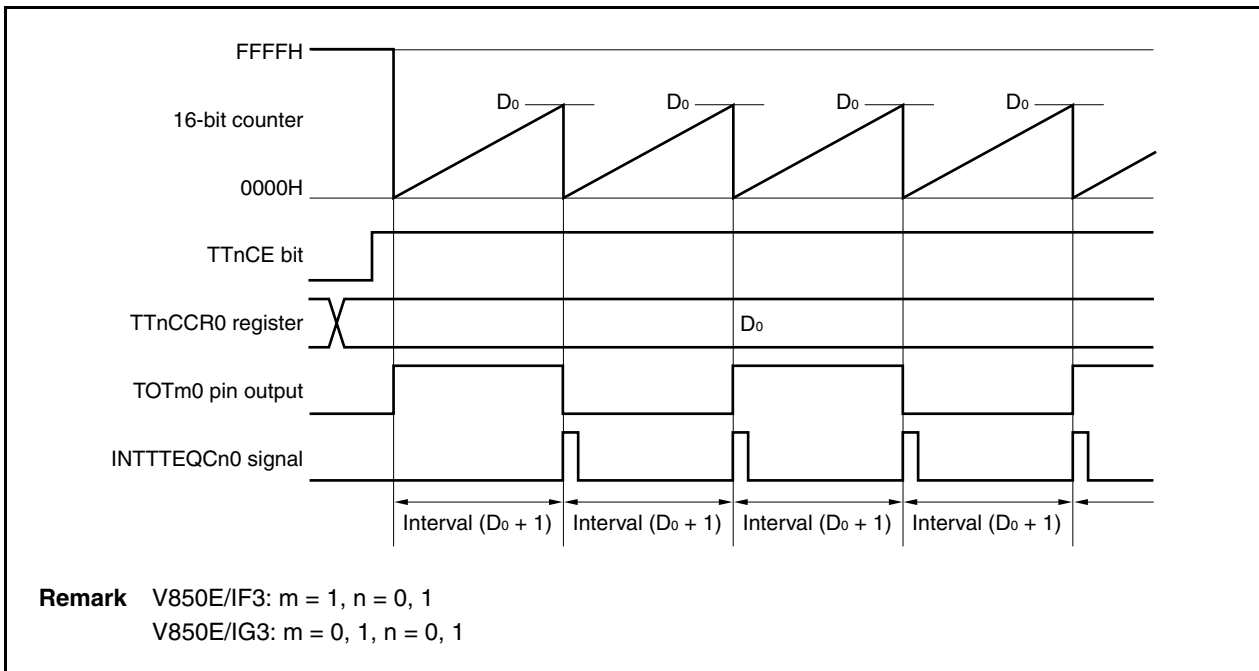 FFFFH
D0 D0 D0 D0
16-bit counter
0000H
TTnCE bit
TTnCCR0 register D0
TOTm0 pin output
INTTTEQCn0 signal
Interval (D0 + 1) Interval (D0 + 1) Interval (D0 + 1) Interval (D0 + 1)
Remark V850E/IF3: m = 1, n = 0, 1
V850E/IG3: m = 0, 1, n = 0, 1